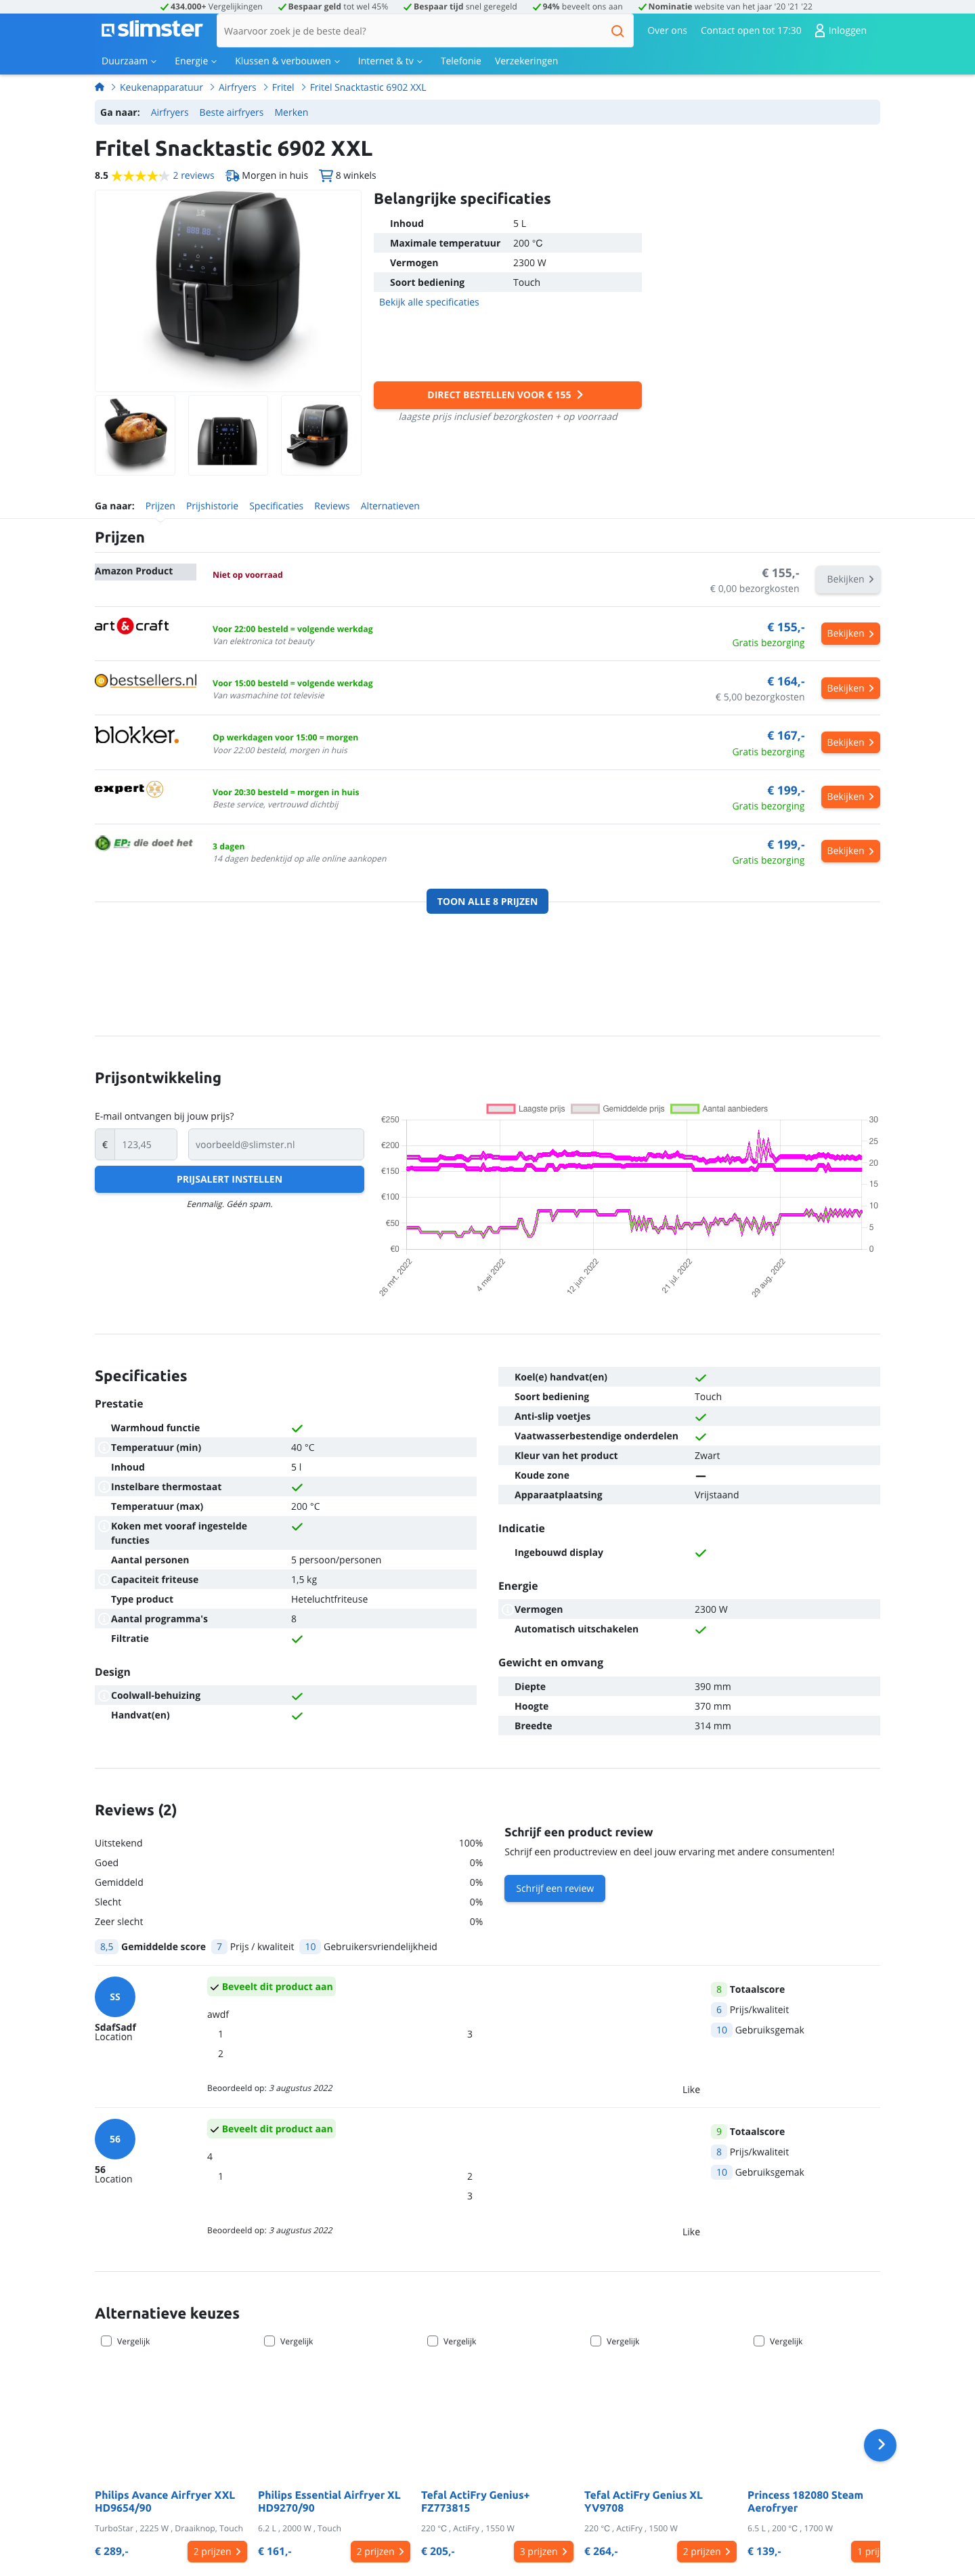 434.000+ Vergelijkingen Bespaar geld tot wel 45% Bespaar tijd snel geregeld 94% beveelt ons aan Nominatie website van het jaar '20 '21 '22
slimster Waarvoor zoek je de beste deal? Over ons Contact open tot 17:30 Inloggen
Duurzaam Energie Klussen & verbouwen Internet & tv Telefonie Verzekeringen
Keukenapparatuur Airfryers Fritel Fritel Snacktastic 6902 XXL
Ga naar: Airfryers Beste airfryers Merken
Fritel Snacktastic 6902 XXL
8.5 2 reviews Morgen in huis 8 winkels
Belangrijke specificaties
Inhoud 5 L
Maximale temperatuur 200 °C
Vermogen 2300 W
Soort bediening Touch
Bekijk alle specificaties
DIRECT BESTELLEN VOOR € 155
laagste prijs inclusief bezorgkosten + op voorraad
Ga naar: Prijzen Prijshistorie Specificaties Reviews Alternatieven
Prijzen
Amazon Product Niet op voorraad € 155,- Bekijken
€ 0,00 bezorgkosten
art & craft Voor 22:00 besteld = volgende werkdag € 155,- Bekijken
Van elektronica tot beauty Gratis bezorging
bestsellers.nl Voor 15:00 besteld = volgende werkdag € 164,- Bekijken
Van wasmachine tot televisie € 5,00 bezorgkosten
blokker. Op werkdagen voor 15:00 = morgen € 167,- Bekijken
Voor 22:00 besteld, morgen in huis Gratis bezorging
expert Voor 20:30 besteld = morgen in huis € 199,- Bekijken
Beste service, vertrouwd dichtbij Gratis bezorging
EP: die doet het 3 dagen € 199,- Bekijken
14 dagen bedenktijd op alle online aankopen Gratis bezorging
TOON ALLE 8 PRIJZEN
Prijsontwikkeling
E-mail ontvangen bij jouw prijs?
€ 123,45 voorbeeld@slimster.nl
PRIJSALERT INSTELLEN
Eenmalig. Géén spam.
Laagste prijs Gemiddelde prijs Aantal aanbieders
€250 30
25
€200
20
€150
15
€100
10
€50
5
€0 0
26 mrt. 2022 4 mei 2022 12 jun. 2022 21 jul. 2022 29 aug. 2022
Specificaties
Prestatie
Warmhoud functie
Temperatuur (min) 40 °C
Inhoud 5 l
Instelbare thermostaat
Temperatuur (max) 200 °C
Koken met vooraf ingestelde
functies
Aantal personen 5 persoon/personen
Capaciteit friteuse 1,5 kg
Type product Heteluchtfriteuse
Aantal programma's 8
Filtratie
Design
Coolwall-behuizing
Handvat(en)
Koel(e) handvat(en)
Soort bediening Touch
Anti-slip voetjes
Vaatwasserbestendige onderdelen
Kleur van het product Zwart
Koude zone
Apparaatplaatsing Vrijstaand
Indicatie
Ingebouwd display
Energie
Vermogen 2300 W
Automatisch uitschakelen
Gewicht en omvang
Diepte 390 mm
Hoogte 370 mm
Breedte 314 mm
Reviews (2)
Uitstekend 100%
Goed 0%
Gemiddeld 0%
Slecht 0%
Zeer slecht 0%
8,5 Gemiddelde score 7 Prijs / kwaliteit 10 Gebruikersvriendelijkheid
Schrijf een product review
Schrijf een productreview en deel jouw ervaring met andere consumenten!
Schrijf een review
SS
SdafSadf
Location
Beveelt dit product aan
awdf
1 3
2
Beoordeeld op: 3 augustus 2022 Like
8 Totaalscore
6 Prijs/kwaliteit
10 Gebruiksgemak
56
56
Location
Beveelt dit product aan
4
1 2
3
Beoordeeld op: 3 augustus 2022 Like
9 Totaalscore
8 Prijs/kwaliteit
10 Gebruiksgemak
Alternatieve keuzes
Vergelijk Vergelijk Vergelijk Vergelijk Vergelijk
Philips Avance Airfryer XXL HD9654/90
TurboStar , 2225 W , Draaiknop, Touch
€ 289,- 2 prijzen
Philips Essential Airfryer XL HD9270/90
6.2 L , 2000 W , Touch
€ 161,- 2 prijzen
Tefal ActiFry Genius+ FZ773815
220 °C , ActiFry , 1550 W
€ 205,- 3 prijzen
Tefal ActiFry Genius XL YV9708
220 °C , ActiFry , 1500 W
€ 264,- 2 prijzen
Princess 182080 Steam Aerofryer
6.5 L , 200 °C , 1700 W
€ 139,- 1 prij